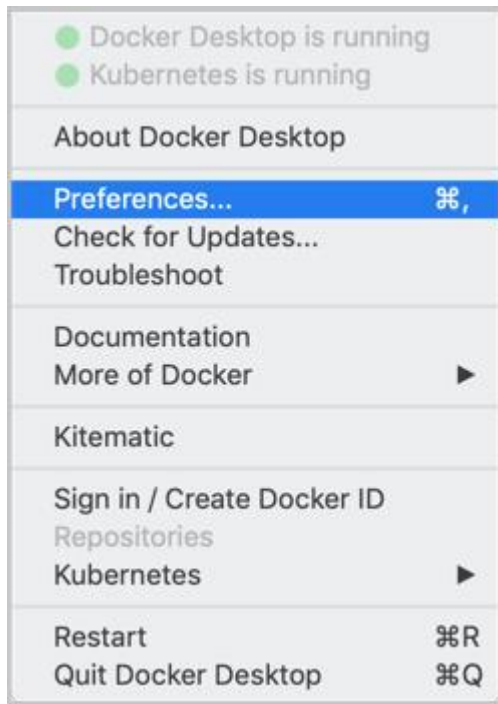 Docker Desktop is running
Kubernetes is running
About Docker Desktop
Preferences... ⌘,
Check for Updates...
Troubleshoot
Documentation
More of Docker ▶
Kitematic
Sign in / Create Docker ID
Repositories
Kubernetes ▶
Restart ⌘R
Quit Docker Desktop ⌘Q